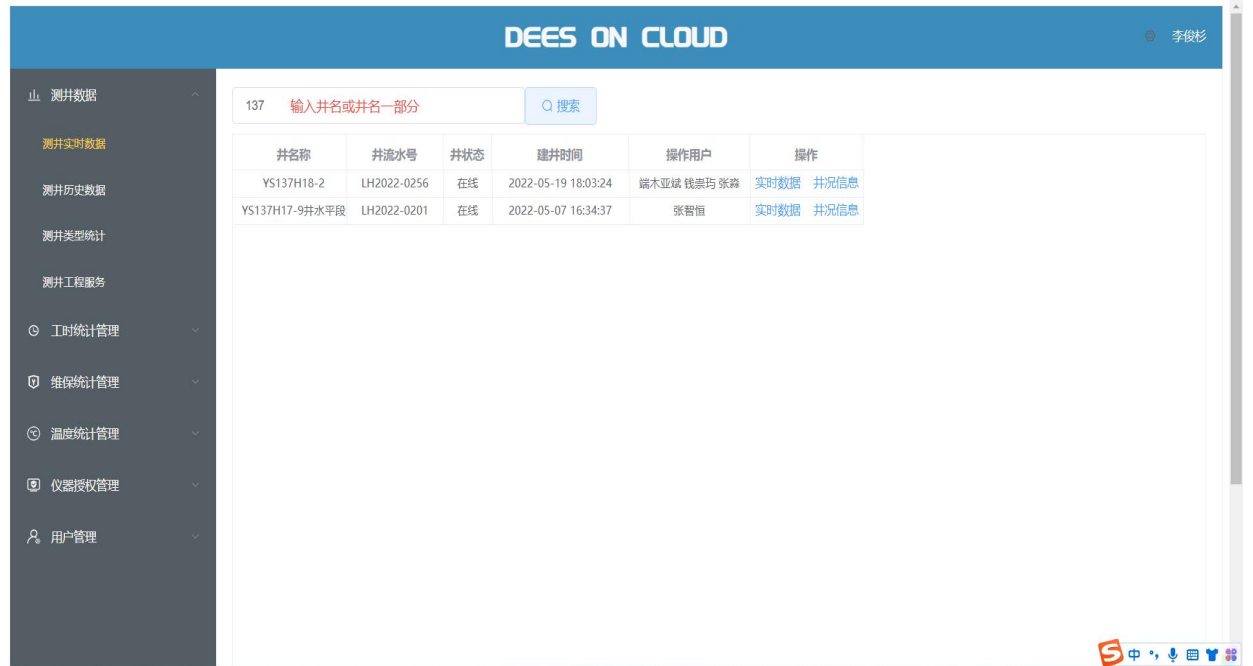 DEES ON CLOUD
李俊杉
测井数据
测井实时数据
测井历史数据
测井类型统计
测井工程服务
工时统计管理
维保统计管理
温度统计管理
仪器授权管理
用户管理
137 输入井名或井名一部分 搜索
井名称 井流水号 井状态 建井时间 操作用户 操作
YS137H18-2 LH2022-0256 在线 2022-05-19 18:03:24 端木亚斌 钱崇玙 张淼 实时数据 井况信息
YS137H17-9井水平段 LH2022-0201 在线 2022-05-07 16:34:37 张智恒 实时数据 井况信息
中